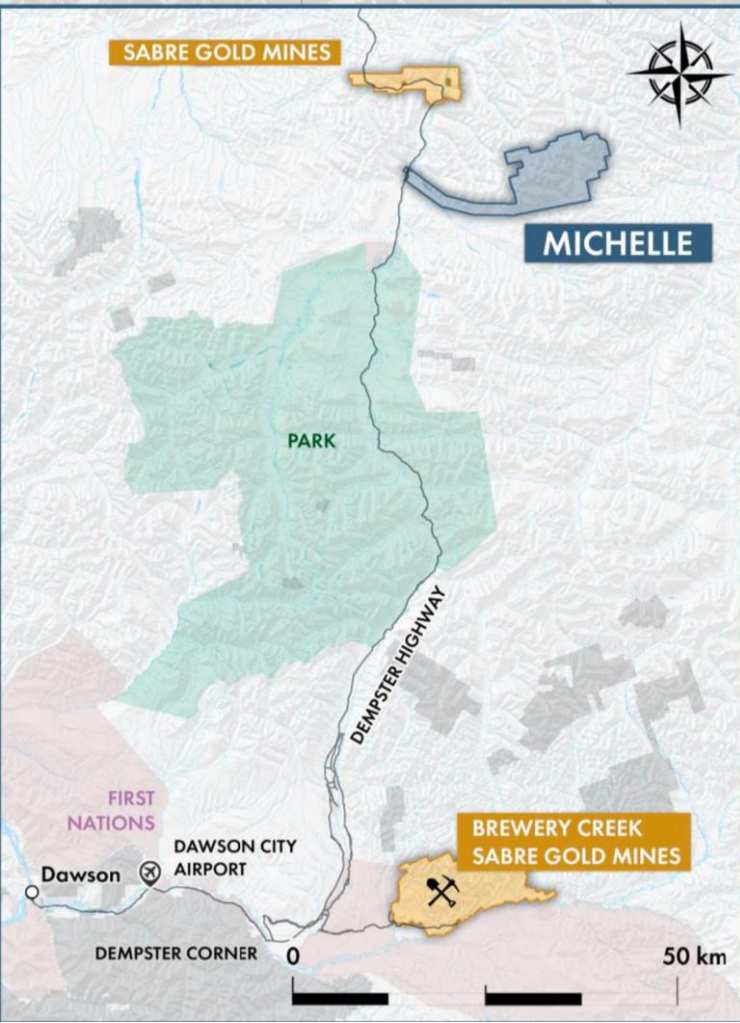 SABRE GOLD MINES
MICHELLE
PARK
DEMPSTER HIGHWAY
FIRST
NATIONS
BREWERY CREEK
SABRE GOLD MINES
DAWSON CITY
AIRPORT
Dawson
DEMPSTER CORNER
0
50 km